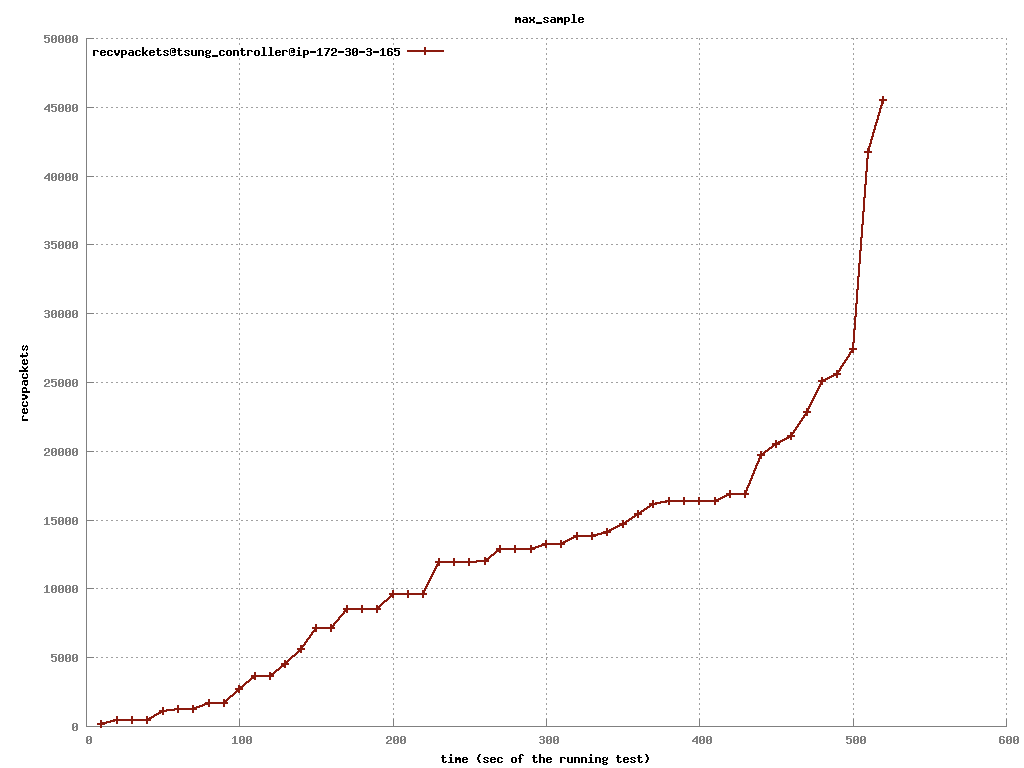 max_sample
50000
recvpackets@tsung_controller@ip-172-30-3-165
45000
40000
35000
30000
recvpackets
25000
20000
15000
10000
5000
0
0 100 200 300 400 500 600
time (sec of the running test)